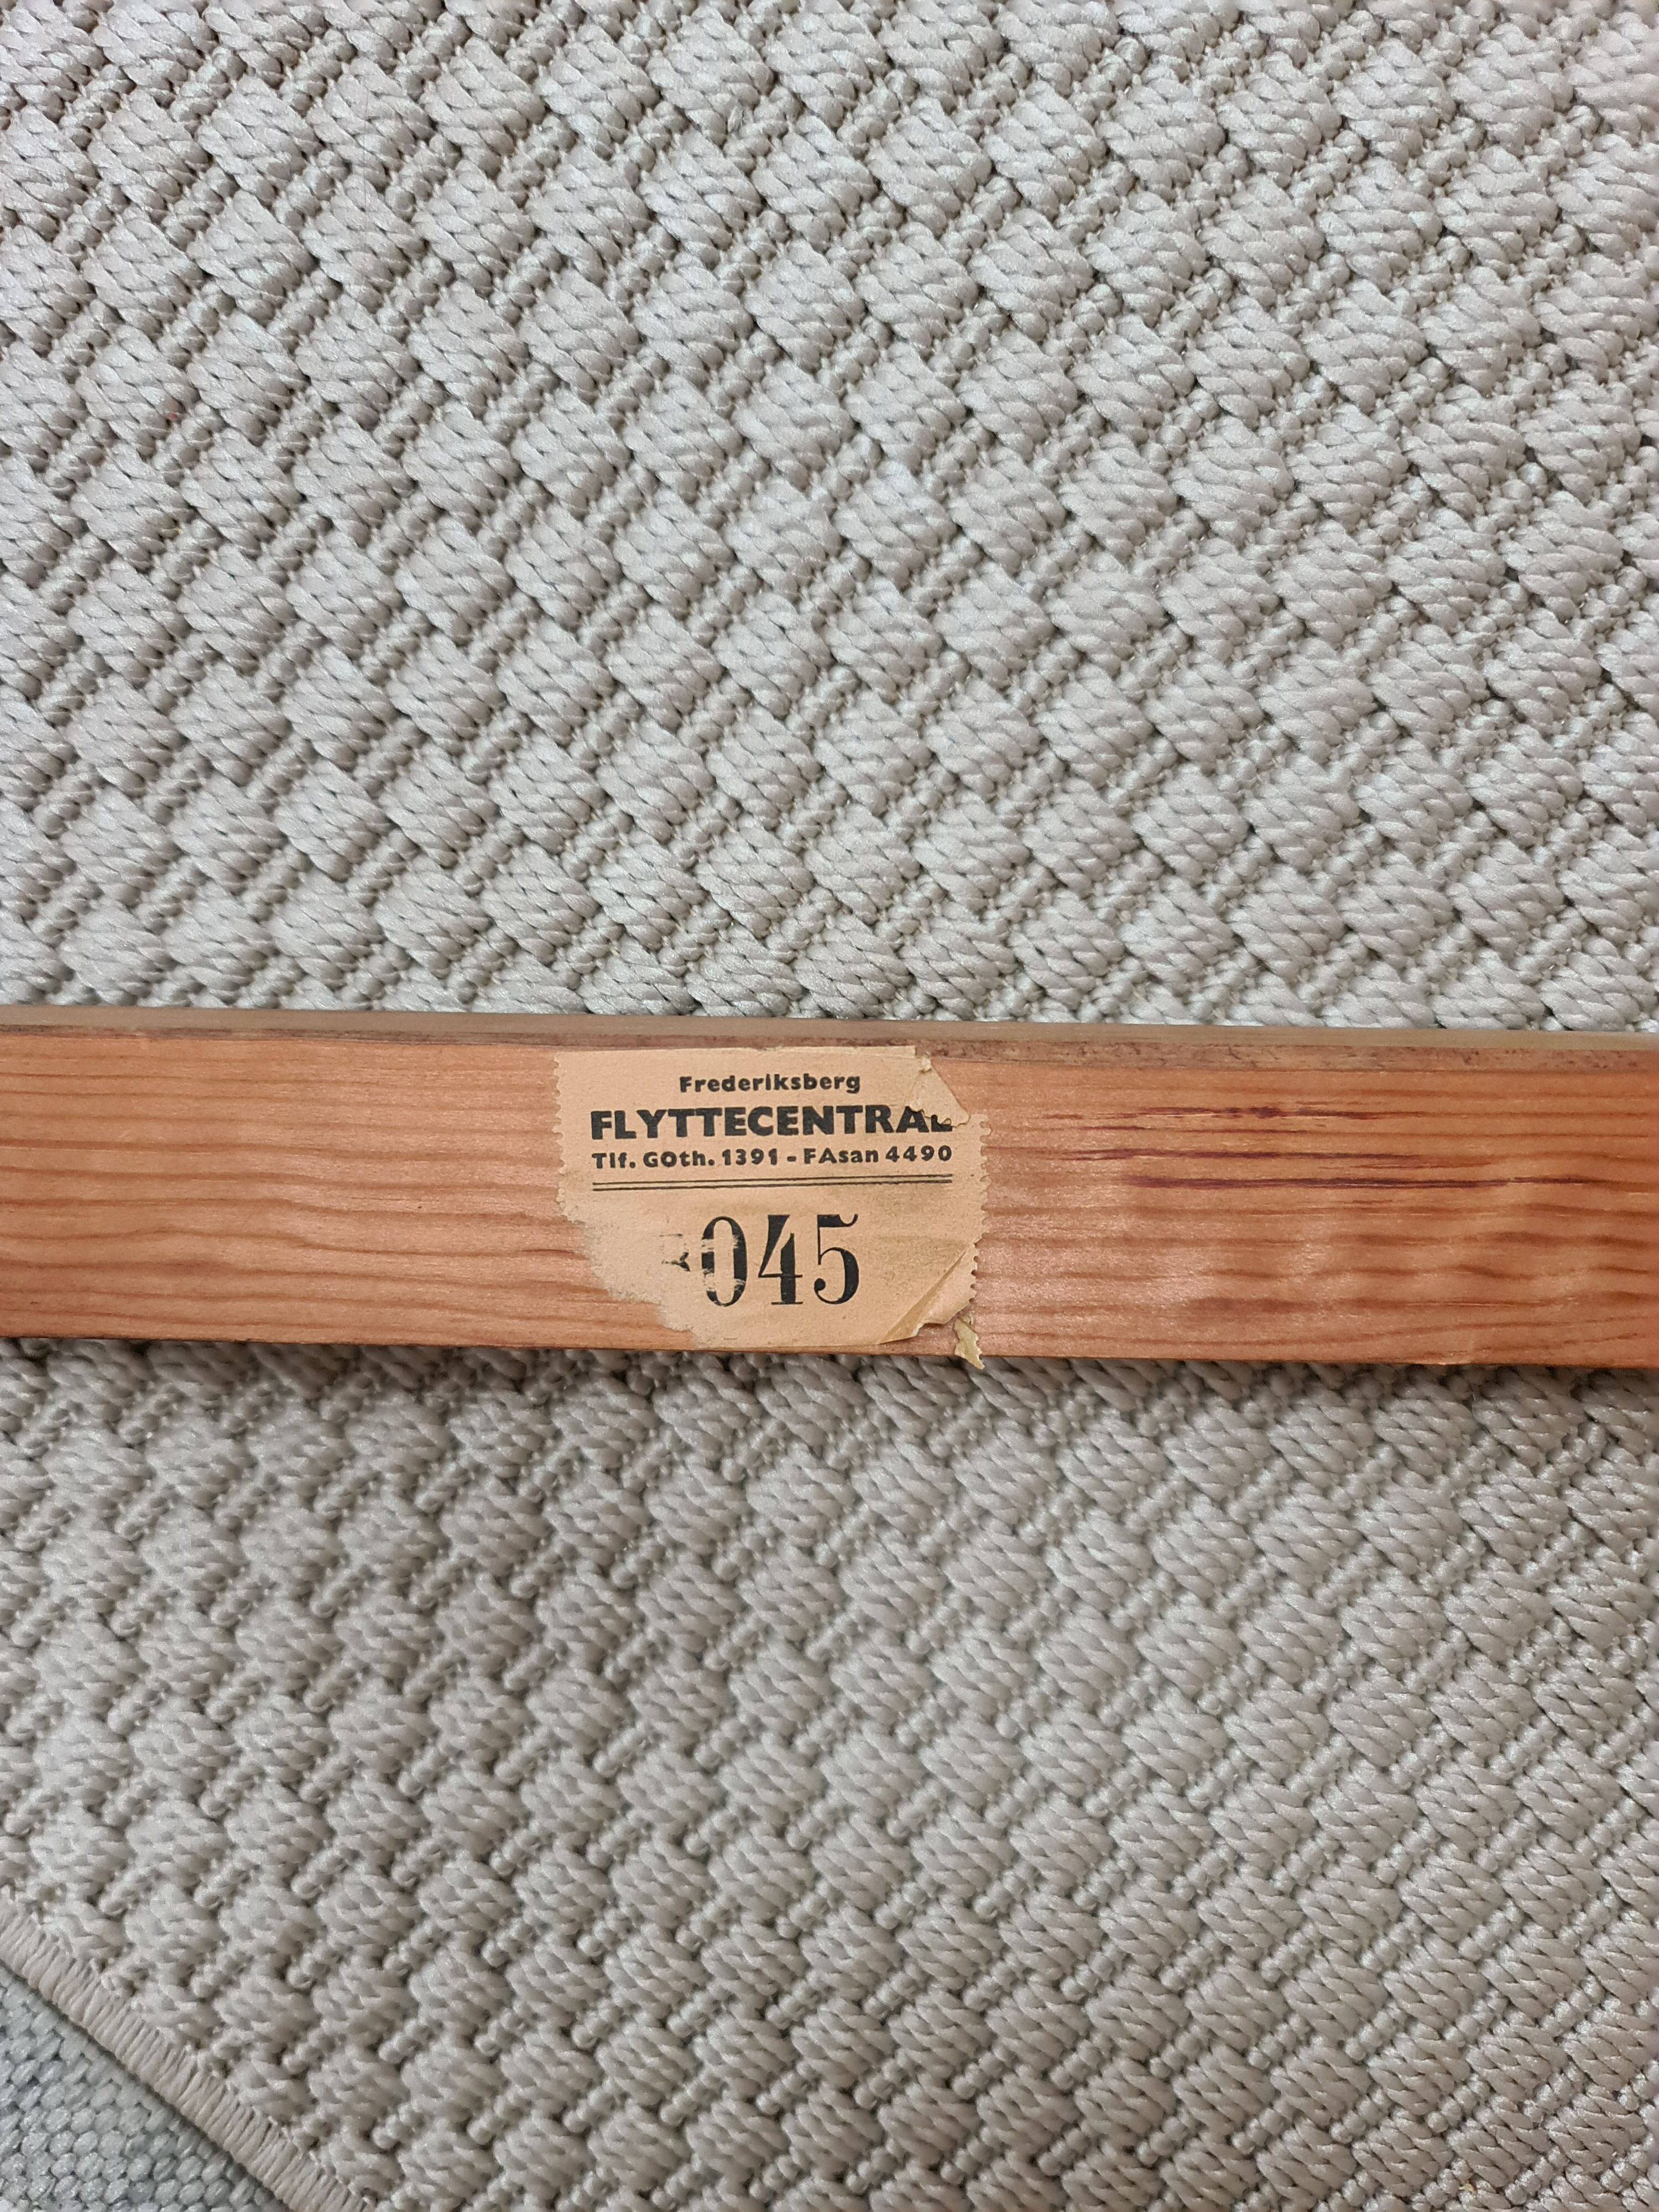 Frederiksberg
FLYTTECENTRAL
Tlf. GOth. 1391 - FAsan 4490
045